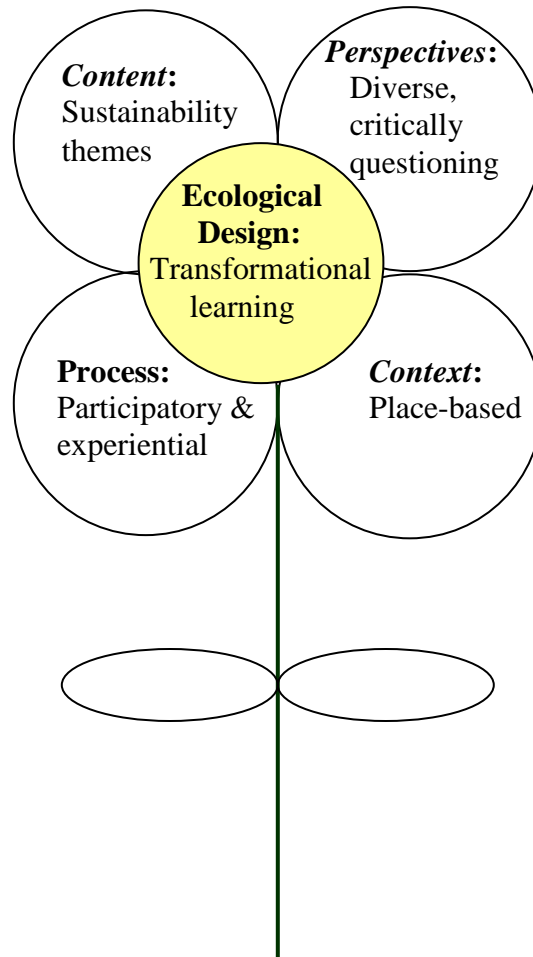 Content:
Sustainability
themes
Perspectives:
Diverse,
critically
questioning
Ecological
Design:
Transformational
learning
Process:
Participatory &
experiential
Context:
Place-based